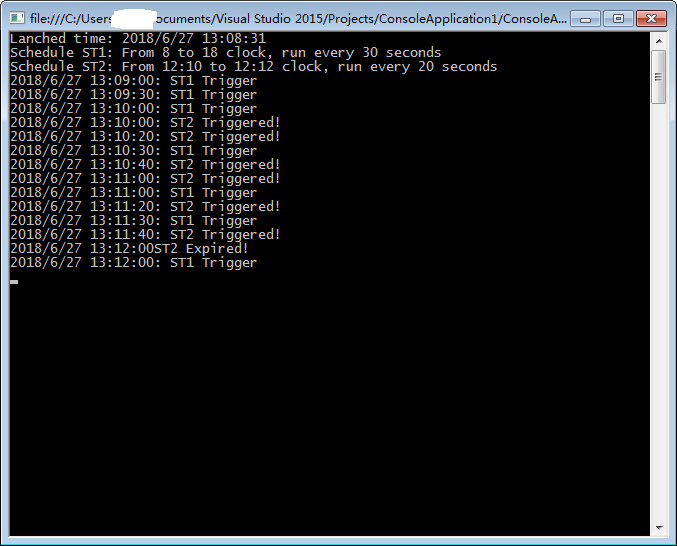 file:///C:/Users ocuments/Visual Studio 2015/Projects/ConsoleApplication1/ConsoleA...
Lanched time: 2018/6/27 13:08:31
Schedule ST1: From 8 to 18 clock, run every 30 seconds
Schedule ST2: From 12:10 to 12:12 clock, run every 20 seconds
2018/6/27 13:09:00: ST1 Trigger
2018/6/27 13:09:30: ST1 Trigger
2018/6/27 13:10:00: ST1 Trigger
2018/6/27 13:10:00: ST2 Triggered!
2018/6/27 13:10:20: ST2 Triggered!
2018/6/27 13:10:30: ST1 Trigger
2018/6/27 13:10:40: ST2 Triggered!
2018/6/27 13:11:00: ST2 Triggered!
2018/6/27 13:11:00: ST1 Trigger
2018/6/27 13:11:20: ST2 Triggered!
2018/6/27 13:11:30: ST1 Trigger
2018/6/27 13:11:40: ST2 Triggered!
2018/6/27 13:12:00ST2 Expired!
2018/6/27 13:12:00: ST1 Trigger